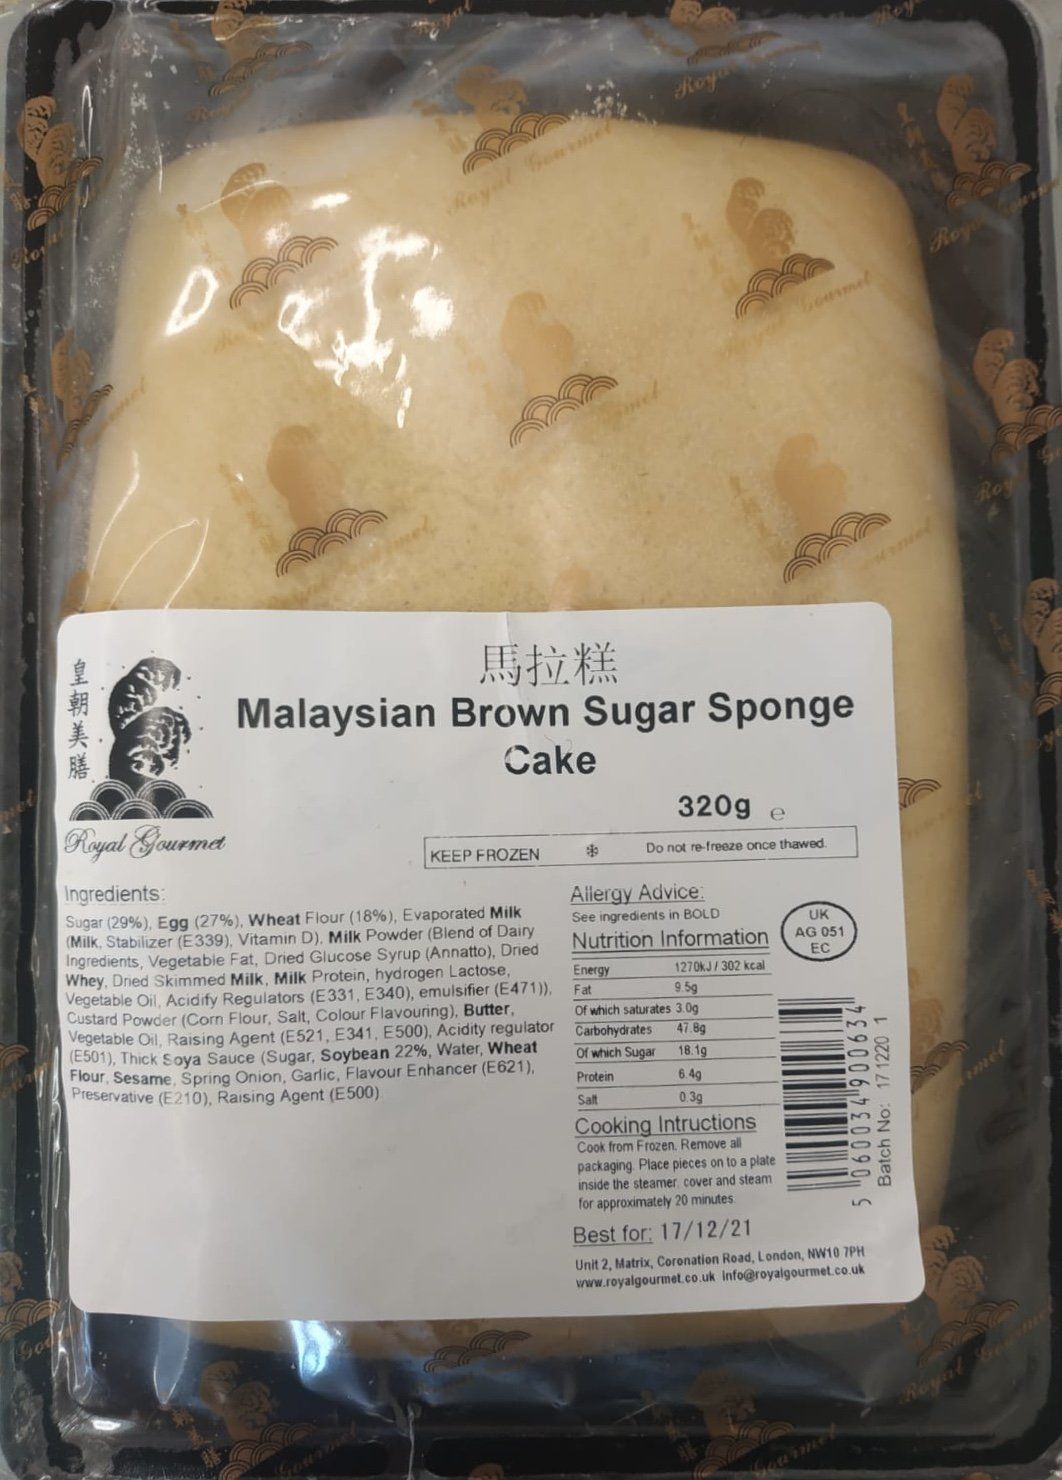 馬拉糕
Malaysian Brown Sugar Sponge
Cake
皇朝美膳
Royal Gourmet
320g e
KEEP FROZEN Do not re-freeze once thawed.
Ingredients:
Sugar (29%), Egg (27%), Wheat Flour (18%), Evaporated Milk
(Milk, Stabilizer (E339), Vitamin D), Milk Powder (Blend of Dairy
Ingredients, Vegetable Fat, Dried Glucose Syrup (Annatto), Dried
Whey, Dried Skimmed Milk, Milk Protein, hydrogen Lactose,
Vegetable Oil, Acidify Regulators (E331, E340), emulsifier (E471)),
Custard Powder (Corn Flour, Salt, Colour Flavouring), Butter,
Vegetable Oil, Raising Agent (E521, E341, E500), Acidity regulator
(E501), Thick Soya Sauce (Sugar, Soybean 22%, Water, Wheat
Flour, Sesame, Spring Onion, Garlic, Flavour Enhancer (E621),
Preservative (E210), Raising Agent (E500)
Allergy Advice:
See ingredients in BOLD
Nutrition Information
Energy 1270kJ / 302 kcal
Fat 9.5g
Of which saturates 3.0g
Carbohydrates 47.8g
Of which Sugar 18.1g
Protein 6.4g
Salt 0.3g
UK
AG 051
EC
Cooking Intructions
Cook from Frozen. Remove all
packaging. Place pieces on to a plate
inside the steamer, cover and steam
for approximately 20 minutes.
5 060034 900634
Batch No: 171220 1
Best for: 17/12/21
Unit 2, Matrix, Coronation Road, London, NW10 7PH
www.royalgourmet.co.uk info@royalgourmet.co.uk